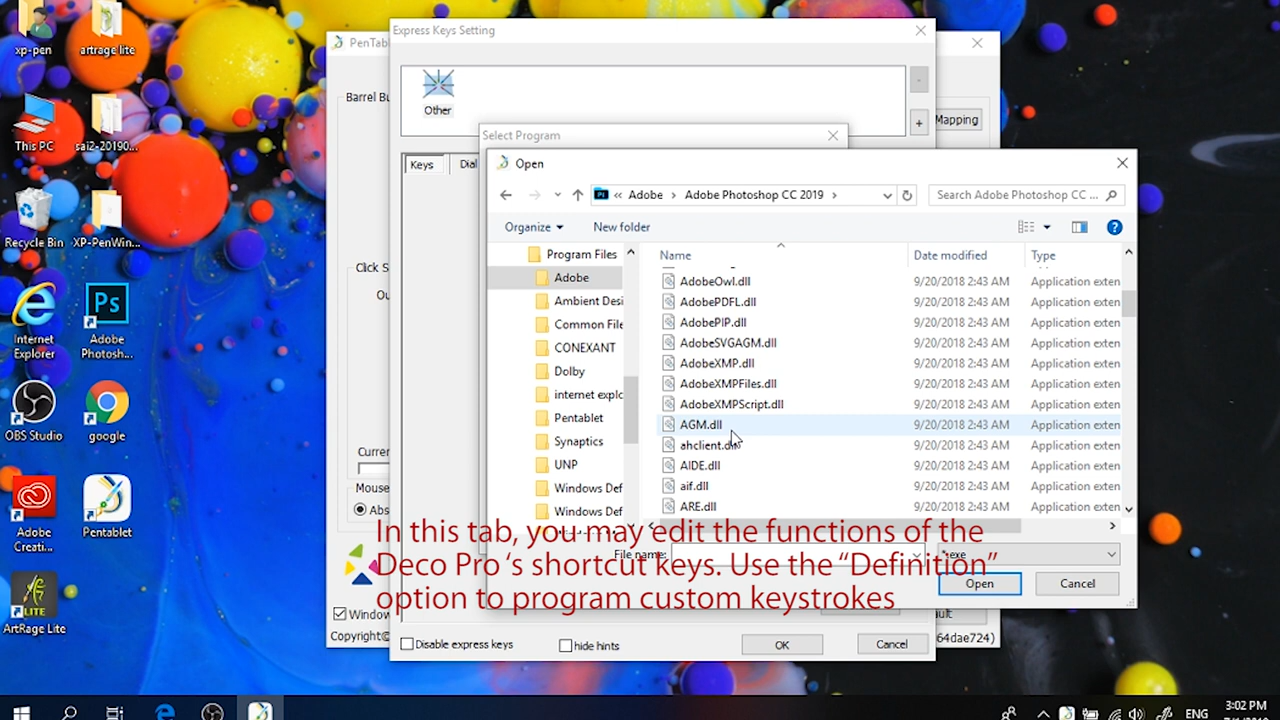 xp-pen
artrage lite
This PC
sai2-20190...
Recycle Bin
XP-PenWin...
Internet
Explorer
Ps
Adobe
Photosh...
OBS Studio
google
Adobe
Creati...
Pentablet
LITE
ArtRage Lite
PenTabl
Barrel Bu
Mapping
Click S
Ou
Curren
Mouse
Abs
Window
Copyright©
64dae724)
Express Keys Setting
Other
-
+
Keys
Dial
Disable express keys
hide hints
OK
Cancel
Select Program
Open
Ps « Adobe › Adobe Photoshop CC 2019 ›
Search Adobe Photoshop CC ...
Organize
New folder
?
Program Files
Adobe
Ambient Desi
Common File
CONEXANT
Dolby
internet explo
Pentablet
Synaptics
UNP
Windows Def
Windows Def
Name Date modified Type
AdobeOwl.dll 9/20/2018 2:43 AM Application exten
AdobePDFL.dll 9/20/2018 2:43 AM Application exten
AdobePIP.dll 9/20/2018 2:43 AM Application exten
AdobeSVGAGM.dll 9/20/2018 2:43 AM Application exten
AdobeXMP.dll 9/20/2018 2:43 AM Application exten
AdobeXMPFiles.dll 9/20/2018 2:43 AM Application exten
AdobeXMPScript.dll 9/20/2018 2:43 AM Application exten
AGM.dll 9/20/2018 2:43 AM Application exten
ahclient.dll 9/20/2018 2:43 AM Application exten
AIDE.dll 9/20/2018 2:43 AM Application exten
aif.dll 9/20/2018 2:43 AM Application exten
ARE.dll 9/20/2018 2:43 AM Application exten
File name:
*exe
Open
Cancel
In this tab, you may edit the functions of the
Deco Pro ‘s shortcut keys. Use the “Definition”
option to program custom keystrokes
ENG
3:02 PM